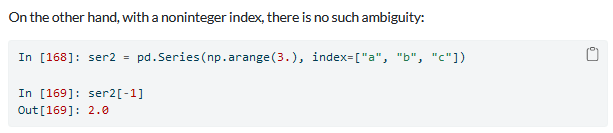 On the other hand, with a noninteger index, there is no such ambiguity:
In [168]: ser2 = pd.Series(np.arange(3.), index=["a", "b", "c"])
In [169]: ser2[-1]
Out[169]: 2.0